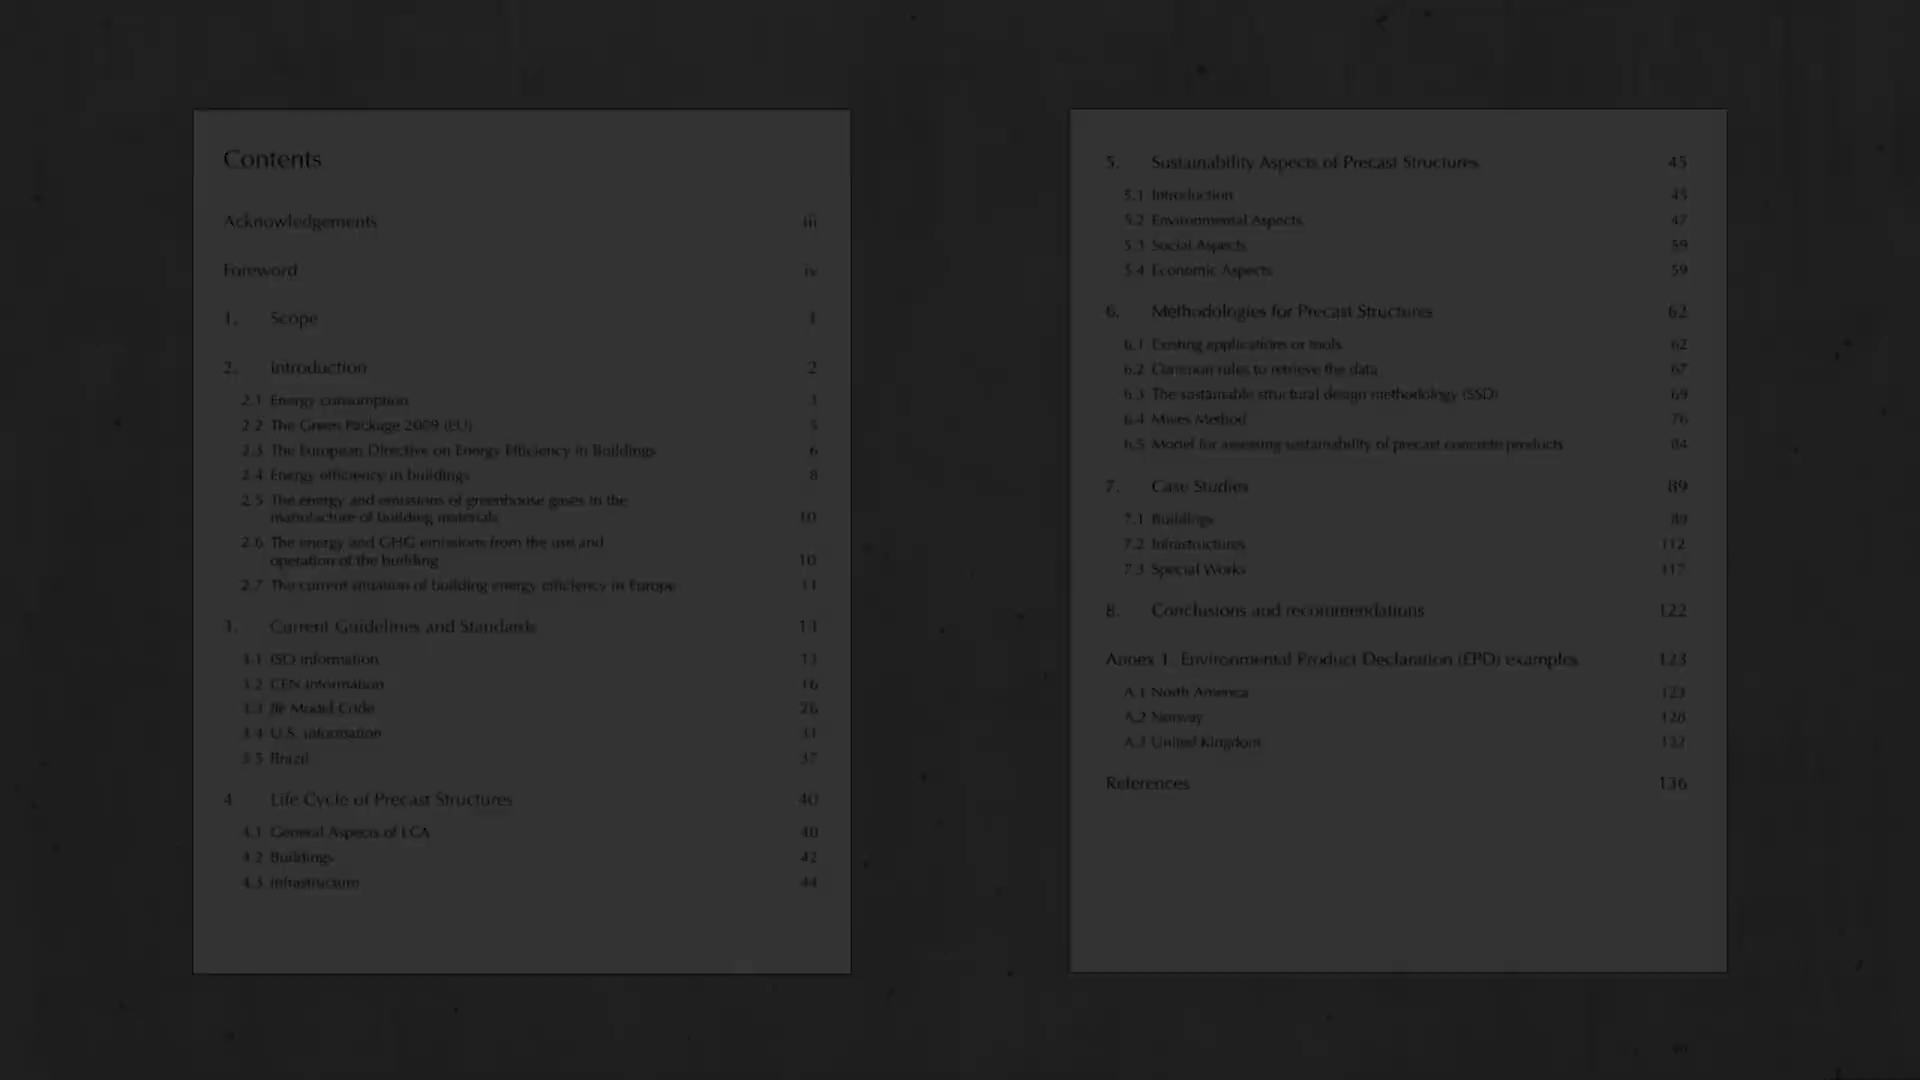 Contents
Acknowledgements iii
Foreword iv
1. Scope 1
2. Introduction 2
2.1 Energy consumption 3
2.2 The Green Package 2009 (EU) 5
2.3 The European Directive on Energy Efficiency in Buildings 6
2.4 Energy efficiency in buildings 8
2.5 The energy and emissions of greenhouse gases in the
manufacture of building materials 10
2.6 The energy and GHG emissions from the use and
operation of the building 10
2.7 The current situation of building energy efficiency in Europe 11
3. Current Guidelines and Standards 13
3.1 ISO information 13
3.2 CEN information 16
3.3 fib Model Code 26
3.4 U.S. information 31
3.5 Brazil 37
4 Life Cycle of Precast Structures 40
4.1 General Aspects of LCA 40
4.2 Buildings 42
4.3 Infrastructure 44
5. Sustainability Aspects of Precast Structures 45
5.1 Introduction 45
5.2 Environmental Aspects 47
5.3 Social Aspects 59
5.4 Economic Aspects 59
6. Methodologies for Precast Structures 62
6.1 Existing applications or tools 62
6.2 Common rules to retrieve the data 67
6.3 The sustainable structural design methodology (SSD) 69
6.4 Mives Method 76
6.5 Model for assessing sustainability of precast concrete products 84
7. Case Studies 89
7.1 Buildings 89
7.2 Infrastructures 112
7.3 Special Works 117
8. Conclusions and recommendations 122
Annex 1. Environmental Product Declaration (EPD) examples 123
A.1 North America 123
A.2 Norway 128
A.3 United Kingdom 132
References 136